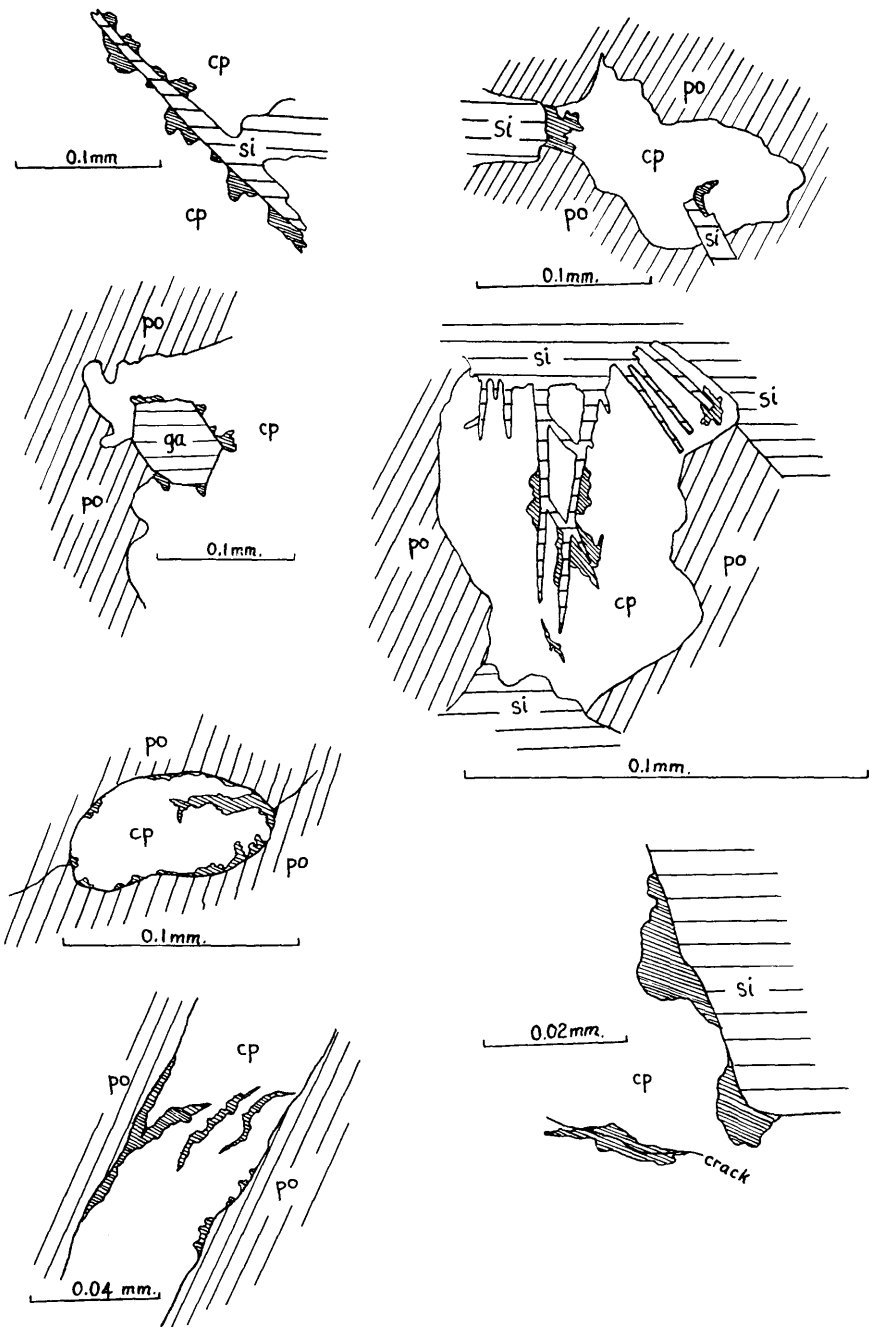 cp
si
0.1mm
cp
po
si
cp
po
si
0.1mm.
po
ga
cp
po
0.1mm.
si
si
po
po
cp
si
0.1mm.
po
cp
po
0.1mm.
si
0.02mm.
cp
crack
cp
po
po
0.04 mm.